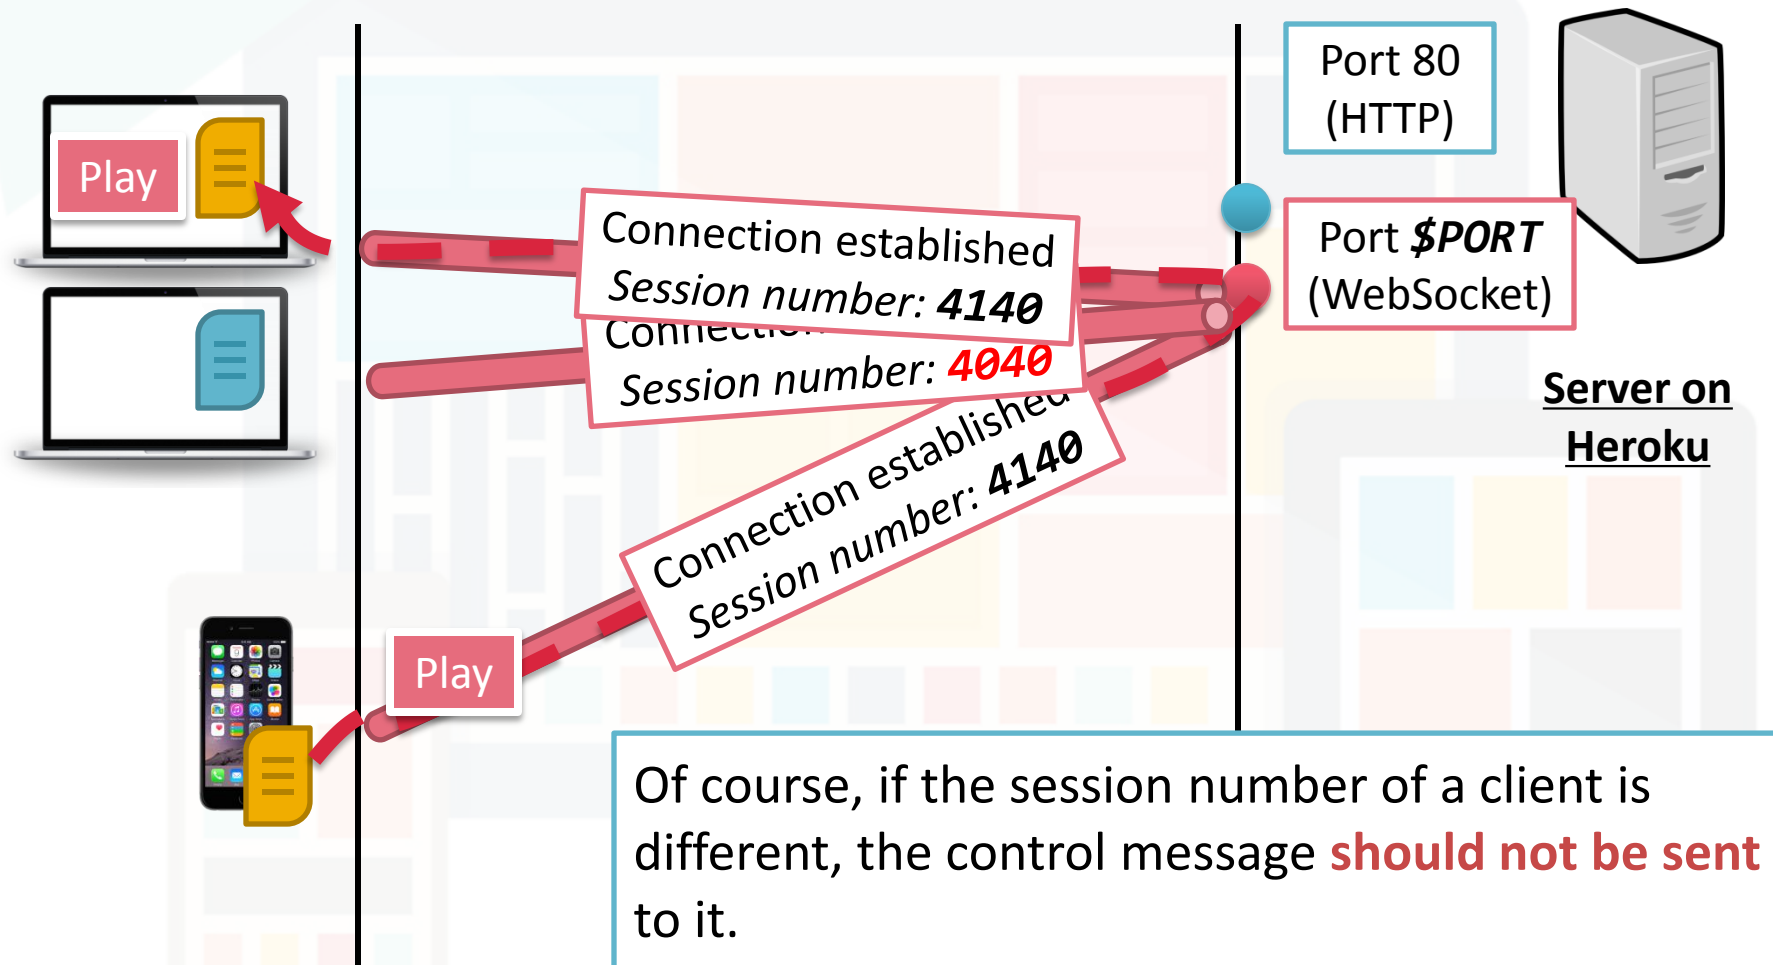 Port 80
(HTTP)
Play
Connection established
Session number: 4140
Port $PORT
(WebSocket)
Session number: 4040
Server on
Heroku
Connection established
Session number: 4140
Play
Of course, if the session number of a client is
different, the control message should not be sent
to it.